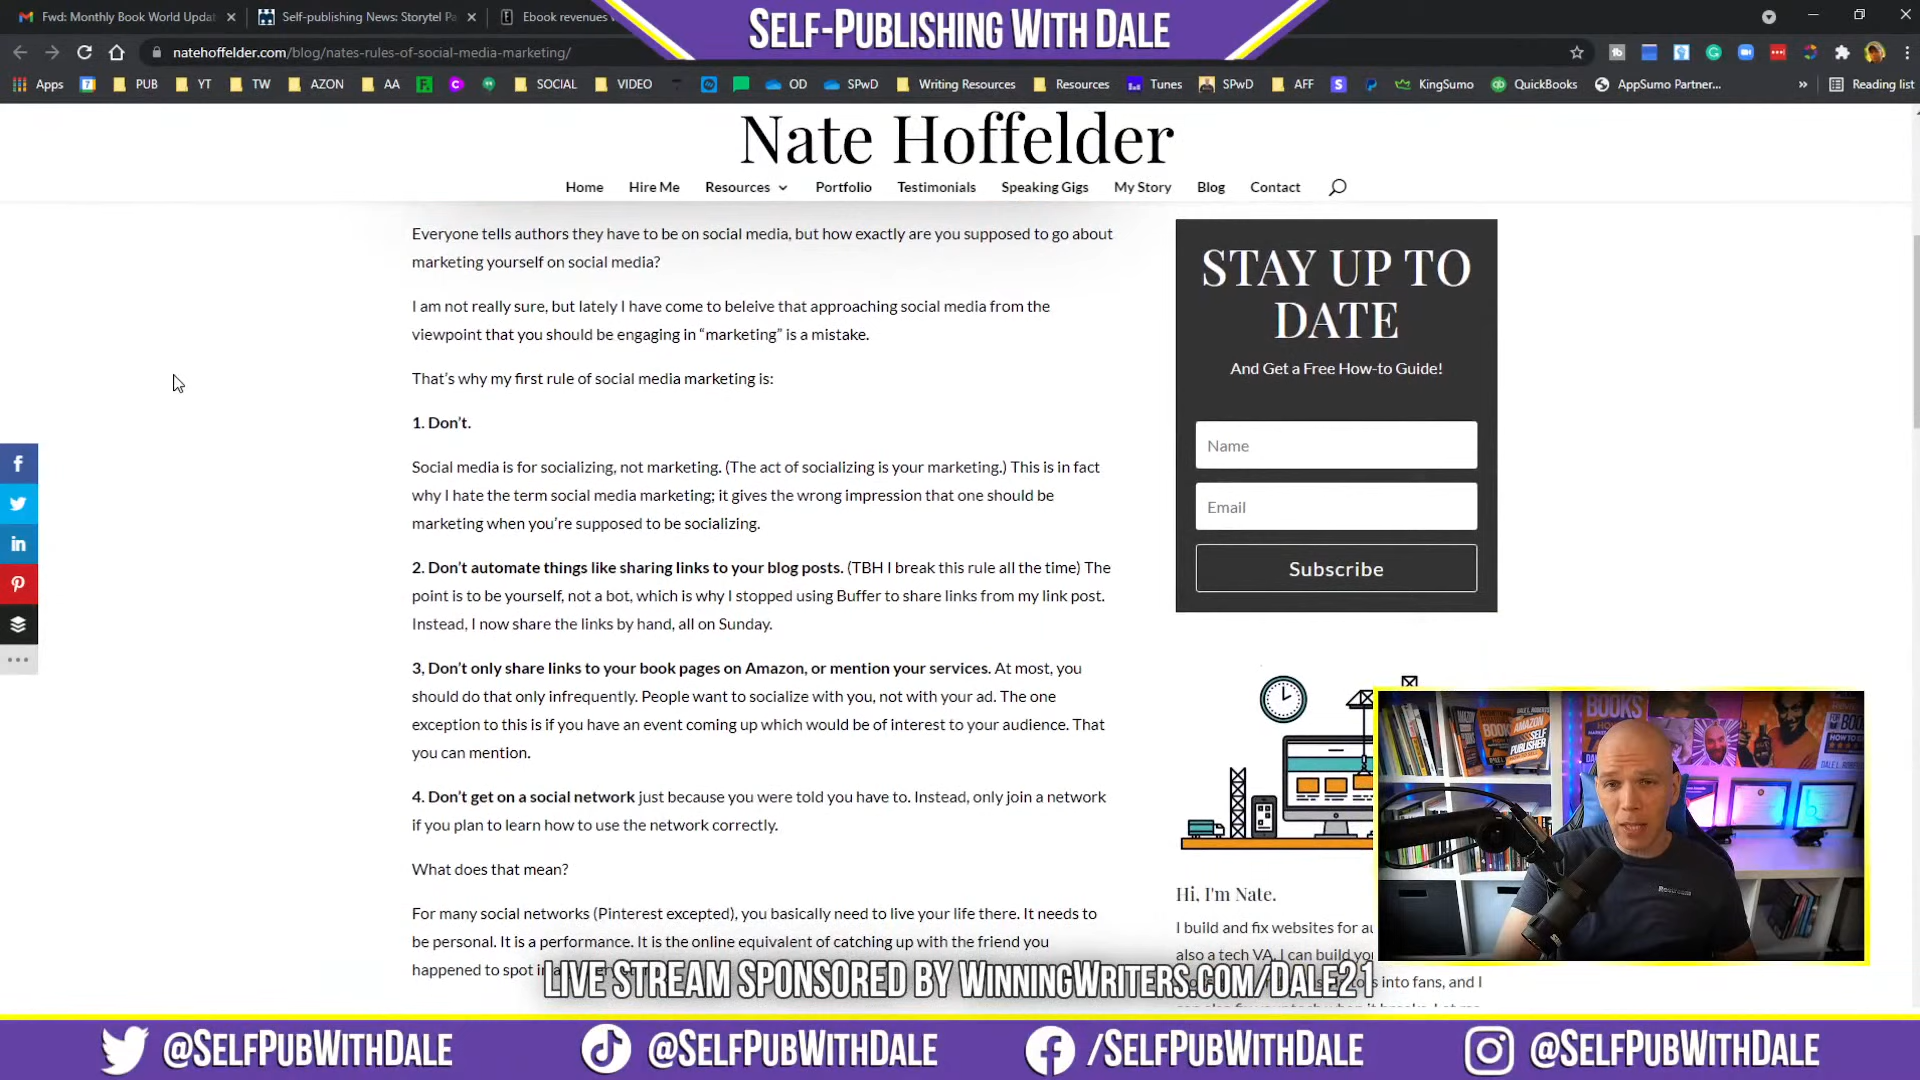 Fwd: Monthly Book World Upda
Self-publishing News: Storytel Pa
Ebook revenues
SELF-PUBLISHING WITH DALE
natehoffelder.com/blog/nates-rules-of-social-media-marketing/
Apps PUB YT TW AZON AA SOCIAL VIDEO OD SPwD Writing Resources Resources Tunes SPwD AFF KingSumo QuickBooks AppSumo Partner... » Reading list
Nate Hoffelder
Home Hire Me Resources Portfolio Testimonials Speaking Gigs My Story Blog Contact
Everyone tells authors they have to be on social media, but how exactly are you supposed to go about
marketing yourself on social media?
I am not really sure, but lately I have come to beleive that approaching social media from the
viewpoint that you should be engaging in “marketing” is a mistake.
That’s why my first rule of social media marketing is:
1. Don’t.
Social media is for socializing, not marketing. (The act of socializing is your marketing.) This is in fact
why I hate the term social media marketing; it gives the wrong impression that one should be
marketing when you’re supposed to be socializing.
2. Don’t automate things like sharing links to your blog posts. (TBH I break this rule all the time) The
point is to be yourself, not a bot, which is why I stopped using Buffer to share links from my link post.
Instead, I now share the links by hand, all on Sunday.
3, Don’t only share links to your book pages on Amazon, or mention your services. At most, you
should do that only infrequently. People want to socialize with you, not with your ad. The one
exception to this is if you have an event coming up which would be of interest to your audience. That
you can mention.
4. Don’t get on a social network just because you were told you have to. Instead, only join a network
if you plan to learn how to use the network correctly.
What does that mean?
For many social networks (Pinterest excepted), you basically need to live your life there. It needs to
be personal. It is a performance. It is the online equivalent of catching up with the friend you
happened to spot in a
STAY UP TO
DATE
And Get a Free How-to Guide!
Name
Email
Subscribe
Hi, I'm Nate.
I build and fix websites for au
also a tech VA. I can build you
into fans, and I
BOOKS
AMAZON
SELF
PUBLISHER
LIVE STREAM SPONSORED BY WINNINGWRITERS.COM/DALE21
@SELFPUBWITHDALE @SELFPUBWITHDALE /SELFPUBWITHDALE @SELFPUBWITHDALE